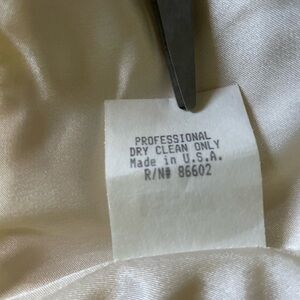 PROFESSIONAL
DRY CLEAN ONLY
Made in U.S.A.
R/N# 86602